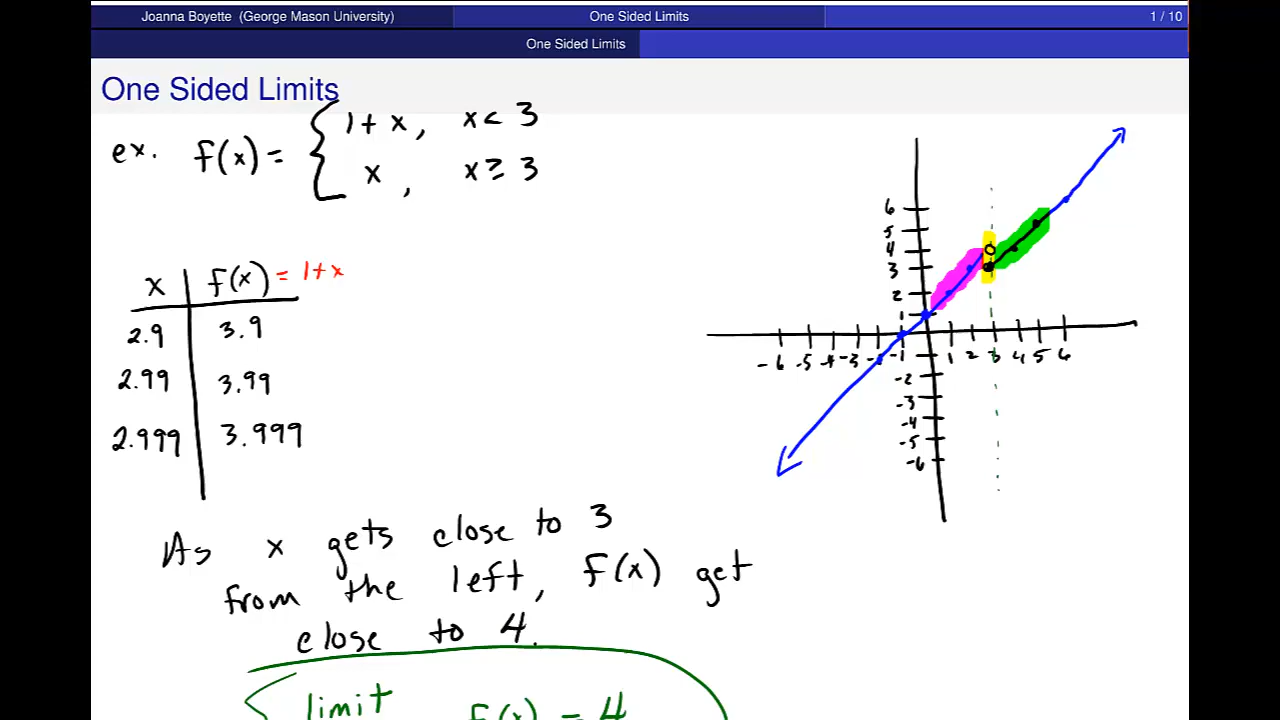 Joanna Boyette (George Mason University) One Sided Limits 1 / 10
One Sided Limits
One Sided Limits
ex. f(x) = { 1 + x, x < 3
x, x ≥ 3
x f(x) = 1 + x
2.9 3.9
2.99 3.99
2.999 3.999
6
5
4
3
2
1
-6 -5 -4 -3 -2 -1 1 2 3 4 5 6
-2
-3
-4
-5
-6
As x gets close to 3
from the left, f(x) get
close to 4.
limit f(x) = 4